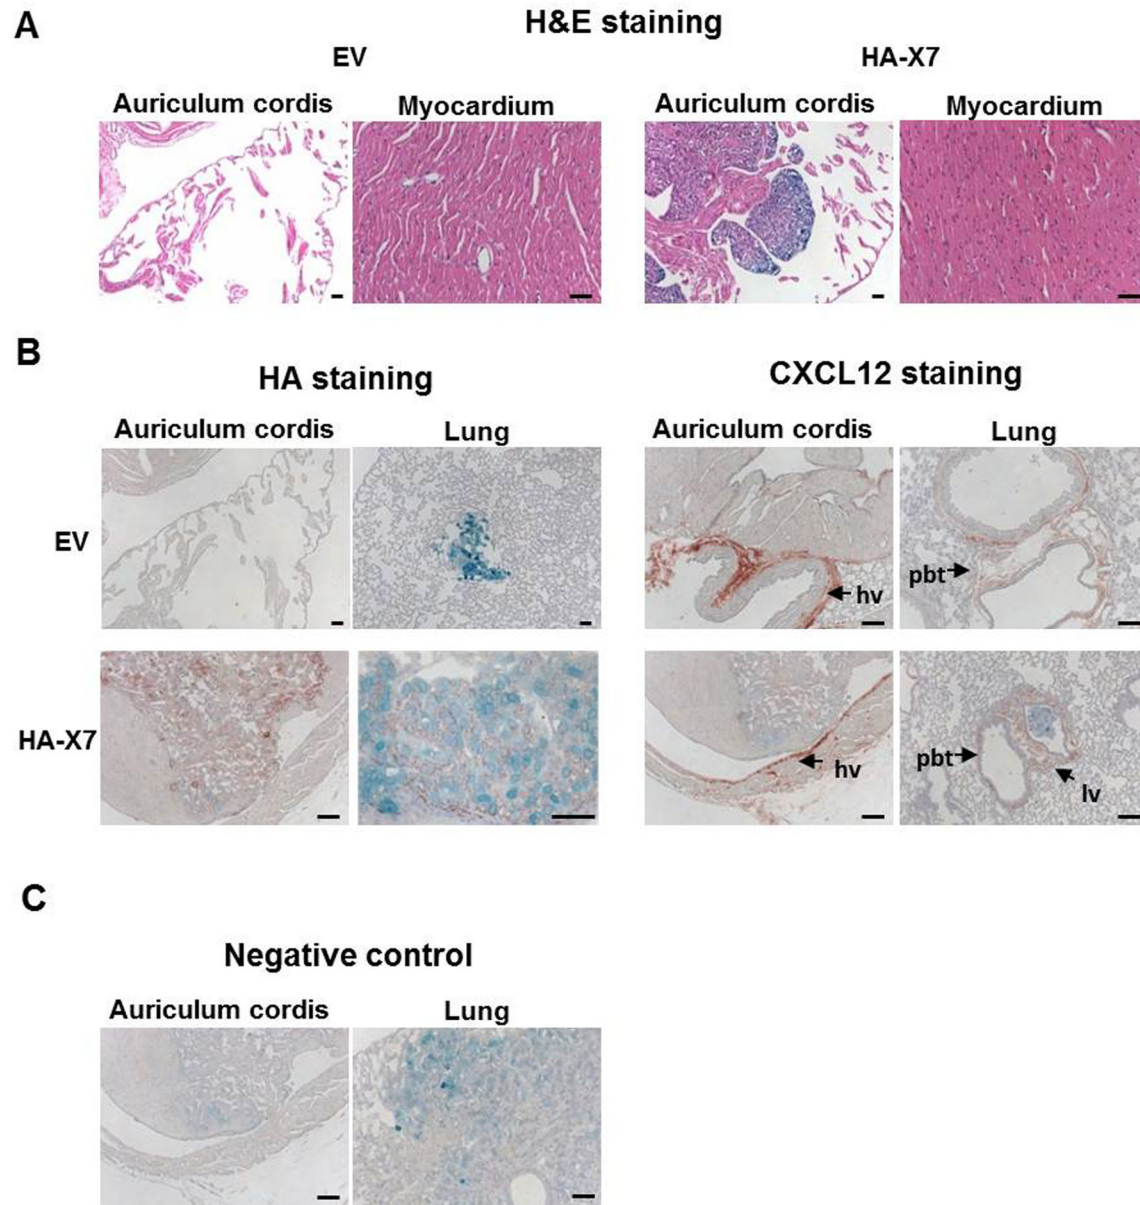 A
H&E staining
EV HA-X7
Auriculum cordis Myocardium Auriculum cordis Myocardium
B
HA staining CXCL12 staining
Auriculum cordis Lung Auriculum cordis Lung
EV
pbt
hv
HA-X7
pbt
hv
lv
C
Negative control
Auriculum cordis Lung